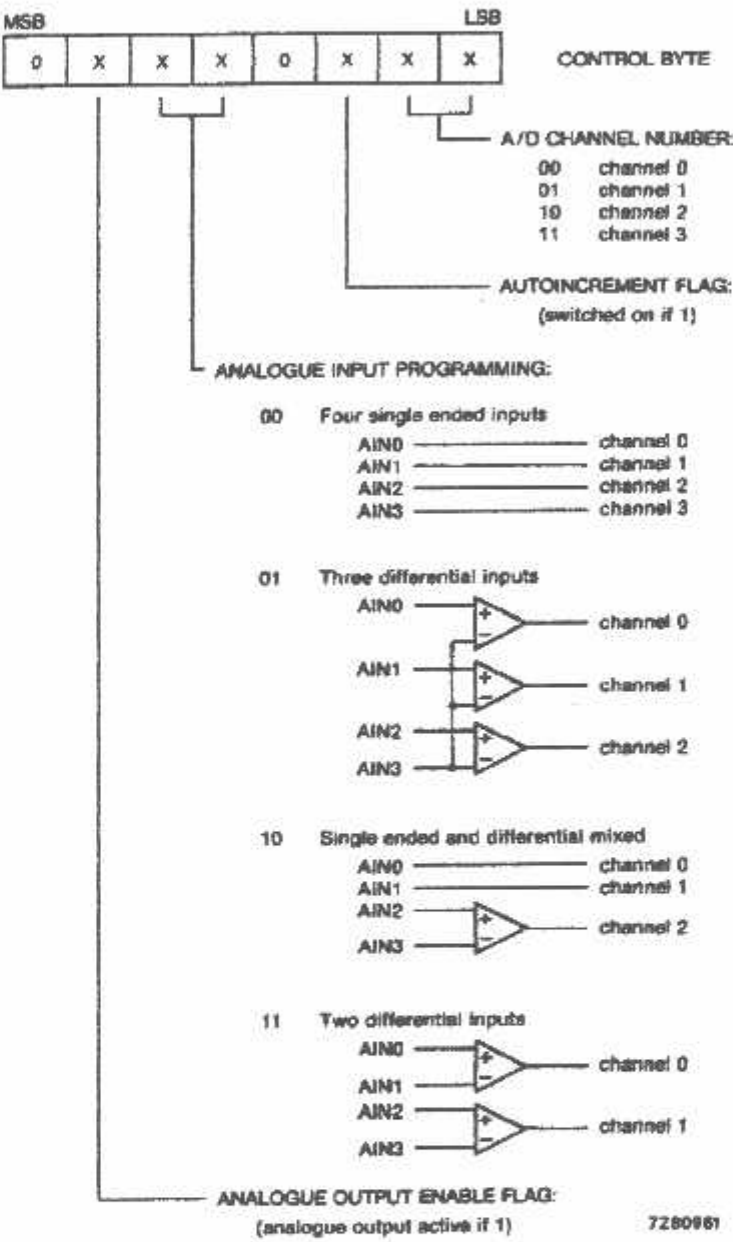 MSB LSB
0 X X X 0 X X X CONTROL BYTE
A/D CHANNEL NUMBER:
00 channel 0
01 channel 1
10 channel 2
11 channel 3
AUTOINCREMENT FLAG:
(switched on if 1)
ANALOGUE INPUT PROGRAMMING:
00 Four single ended inputs
AIN0 channel 0
AIN1 channel 1
AIN2 channel 2
AIN3 channel 3
01 Three differential inputs
AIN0 + − channel 0
AIN1 + − channel 1
AIN2 + − channel 2
AIN3
10 Single ended and differential mixed
AIN0 channel 0
AIN1 channel 1
AIN2 + − channel 2
AIN3
11 Two differential inputs
AIN0 + − channel 0
AIN1
AIN2 + − channel 1
AIN3
ANALOGUE OUTPUT ENABLE FLAG:
(analogue output active if 1) 7280961